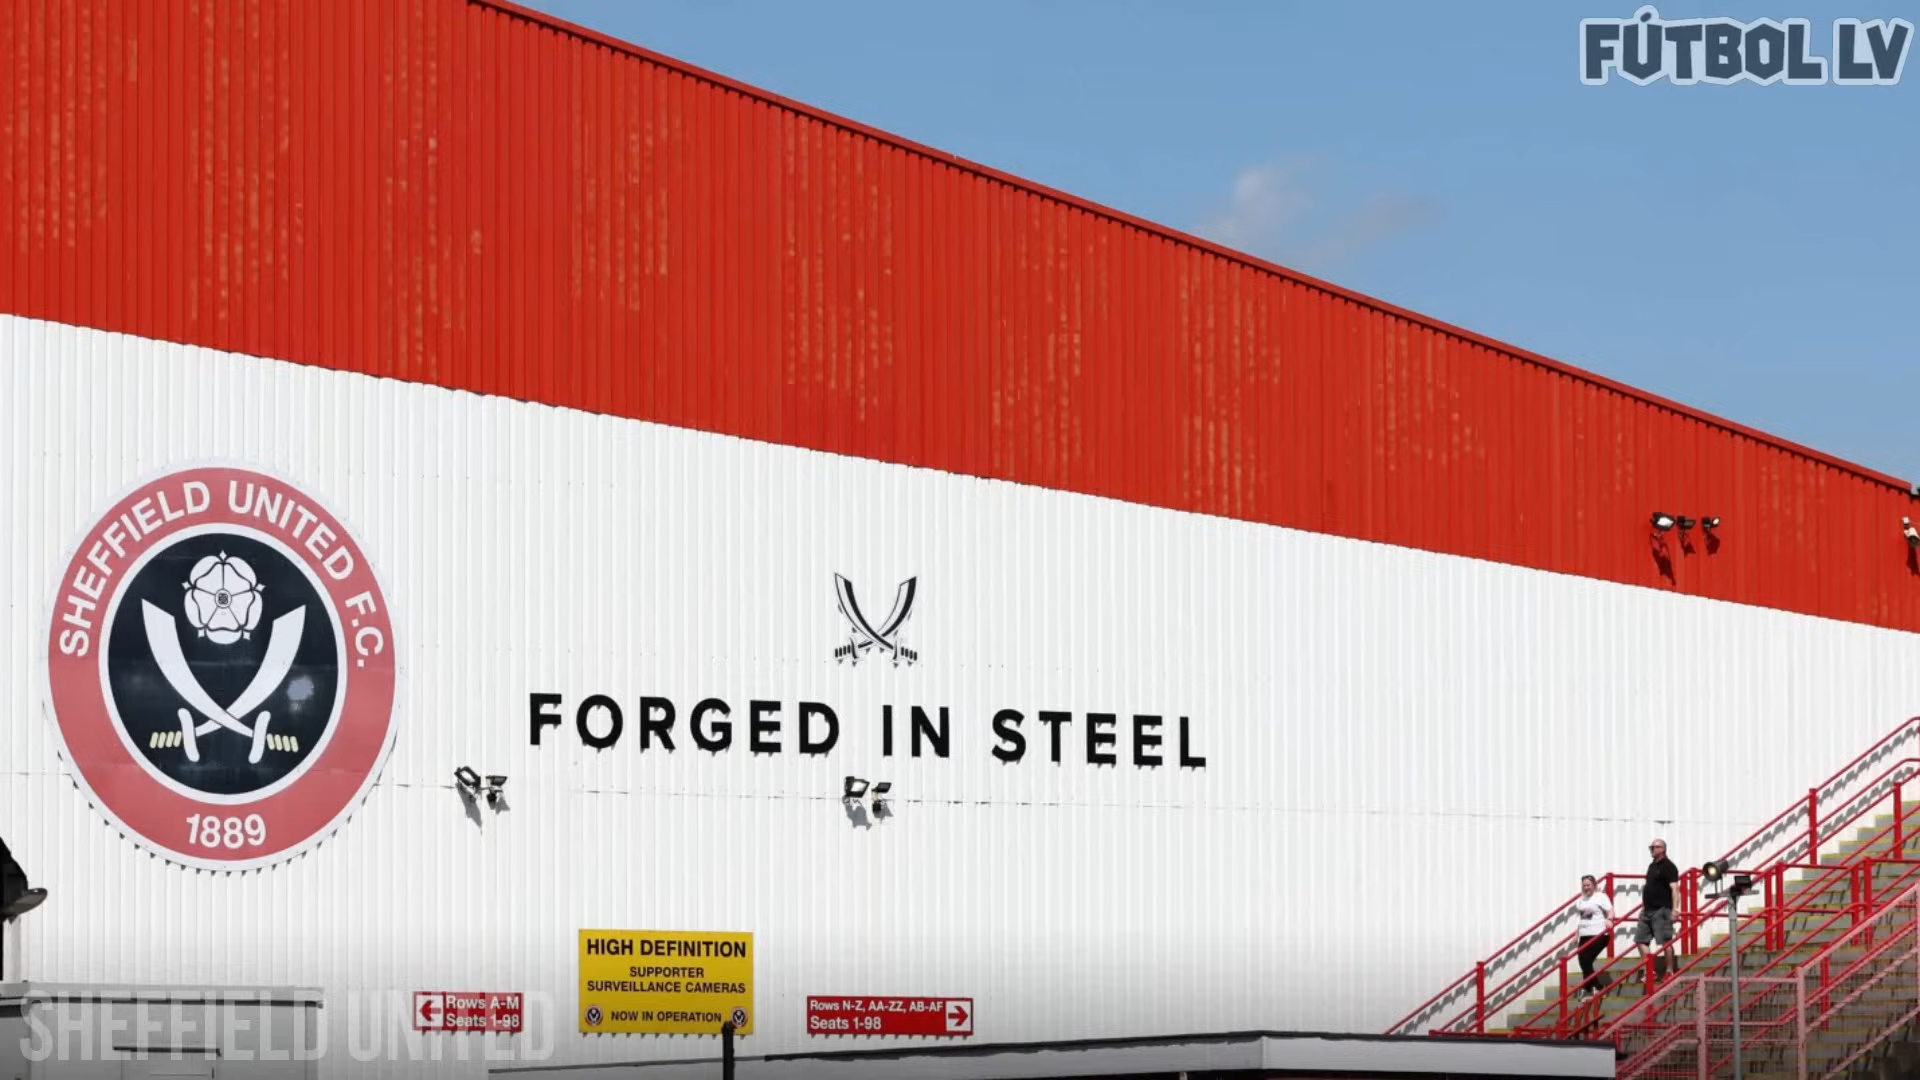 FÚTBOL LV
SHEFFIELD UNITED F.C.
1889
FORGED IN STEEL
HIGH DEFINITION
SUPPORTER
SURVEILLANCE CAMERAS
NOW IN OPERATION
Rows A-M
Seats 1-98
Rows N-Z, AA-ZZ, AB-AF
Seats 1-98
SHEFFIELD UNITED